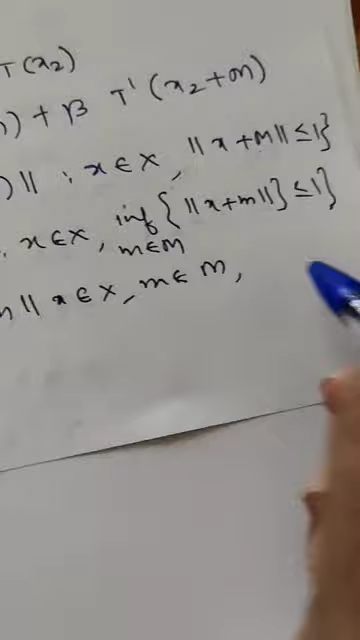 T(x₂)
) + β T'(x₂+m)
)|| : x ∈ X, ||x+M|| ≤ 1}
x ∈ X, inf {||x+m||} ≤ 1}
m∈M
|| x ∈ X, m ∈ M,